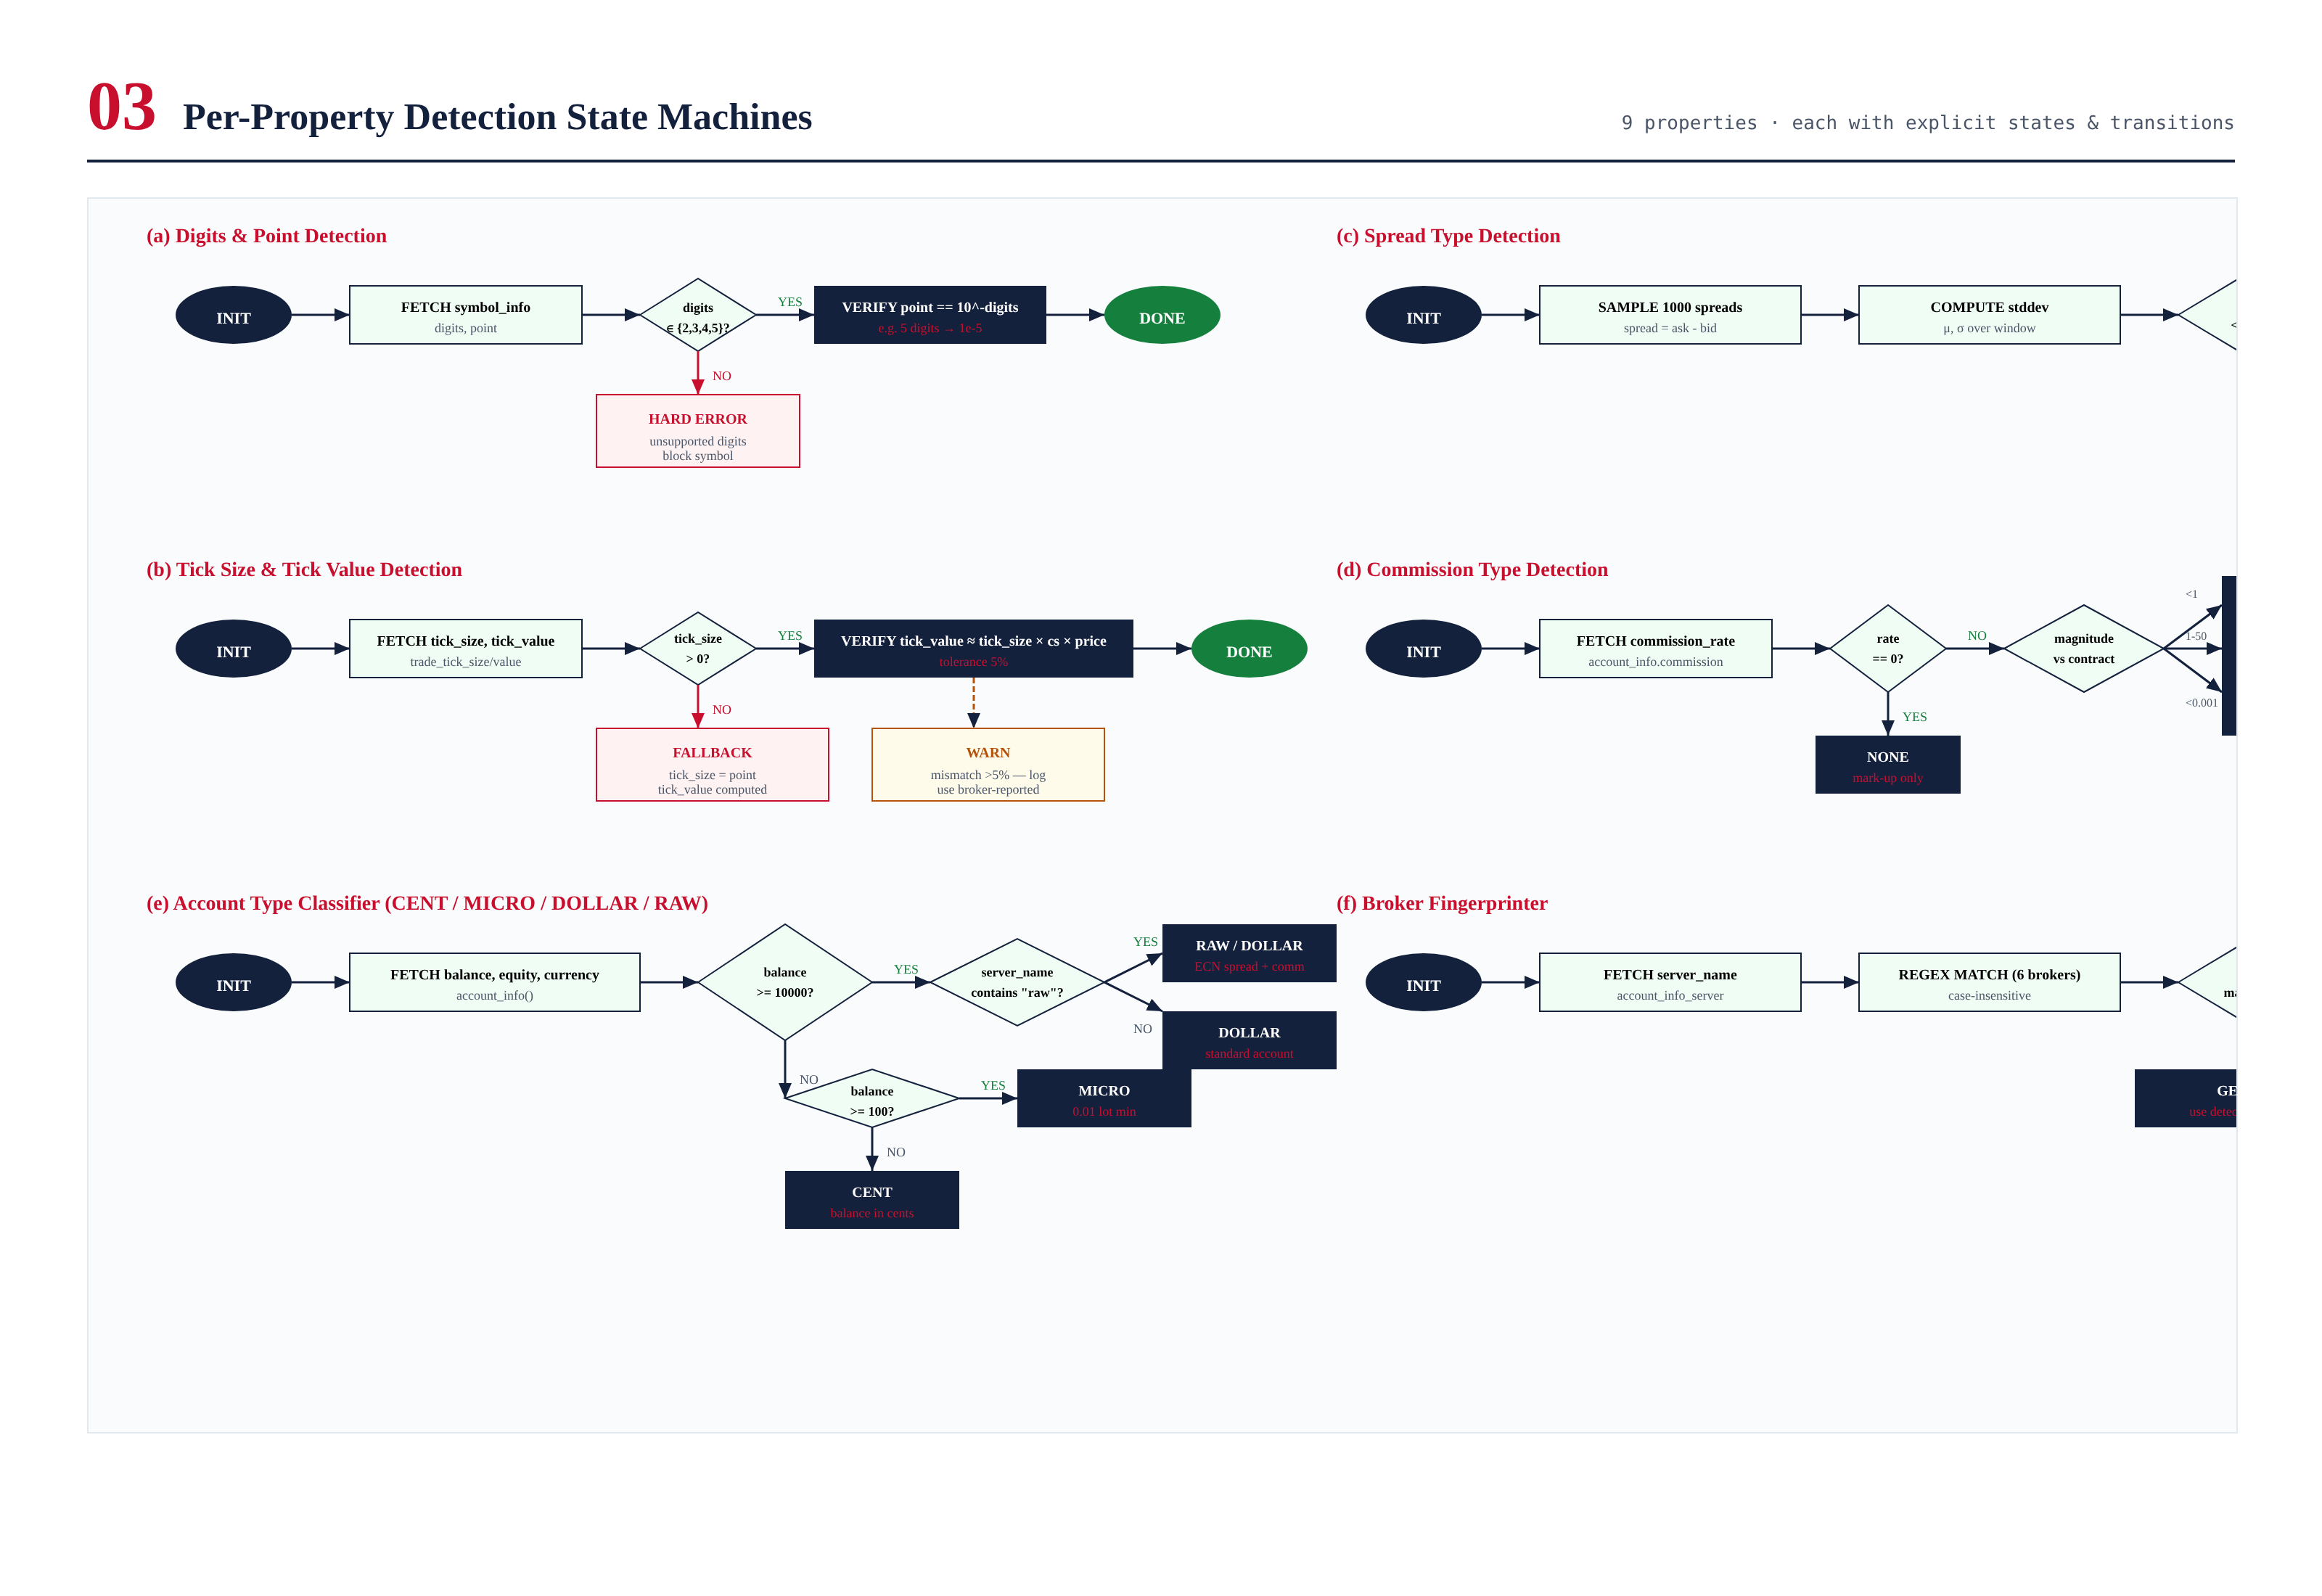 03 Per-Property Detection State Machines
9 properties · each with explicit states & transitions
(a) Digits & Point Detection
INIT
FETCH symbol_info
digits, point
digits
∈ {2,3,4,5}?
YES
VERIFY point == 10^-digits
e.g. 5 digits → 1e-5
DONE
NO
HARD ERROR
unsupported digits
block symbol
(c) Spread Type Detection
INIT
SAMPLE 1000 spreads
spread = ask - bid
COMPUTE stddev
μ, σ over window
<
(b) Tick Size & Tick Value Detection
INIT
FETCH tick_size, tick_value
trade_tick_size/value
tick_size
> 0?
YES
VERIFY tick_value ≈ tick_size × cs × price
tolerance 5%
DONE
NO
FALLBACK
tick_size = point
tick_value computed
WARN
mismatch >5% — log
use broker-reported
(d) Commission Type Detection
INIT
FETCH commission_rate
account_info.commission
rate
== 0?
NO
magnitude
vs contract
<1
1-50
<0.001
YES
NONE
mark-up only
(e) Account Type Classifier (CENT / MICRO / DOLLAR / RAW)
INIT
FETCH balance, equity, currency
account_info()
balance
>= 10000?
YES
server_name
contains "raw"?
YES
RAW / DOLLAR
ECN spread + comm
NO
DOLLAR
standard account
NO
balance
>= 100?
YES
MICRO
0.01 lot min
NO
CENT
balance in cents
(f) Broker Fingerprinter
INIT
FETCH server_name
account_info_server
REGEX MATCH (6 brokers)
case-insensitive
use